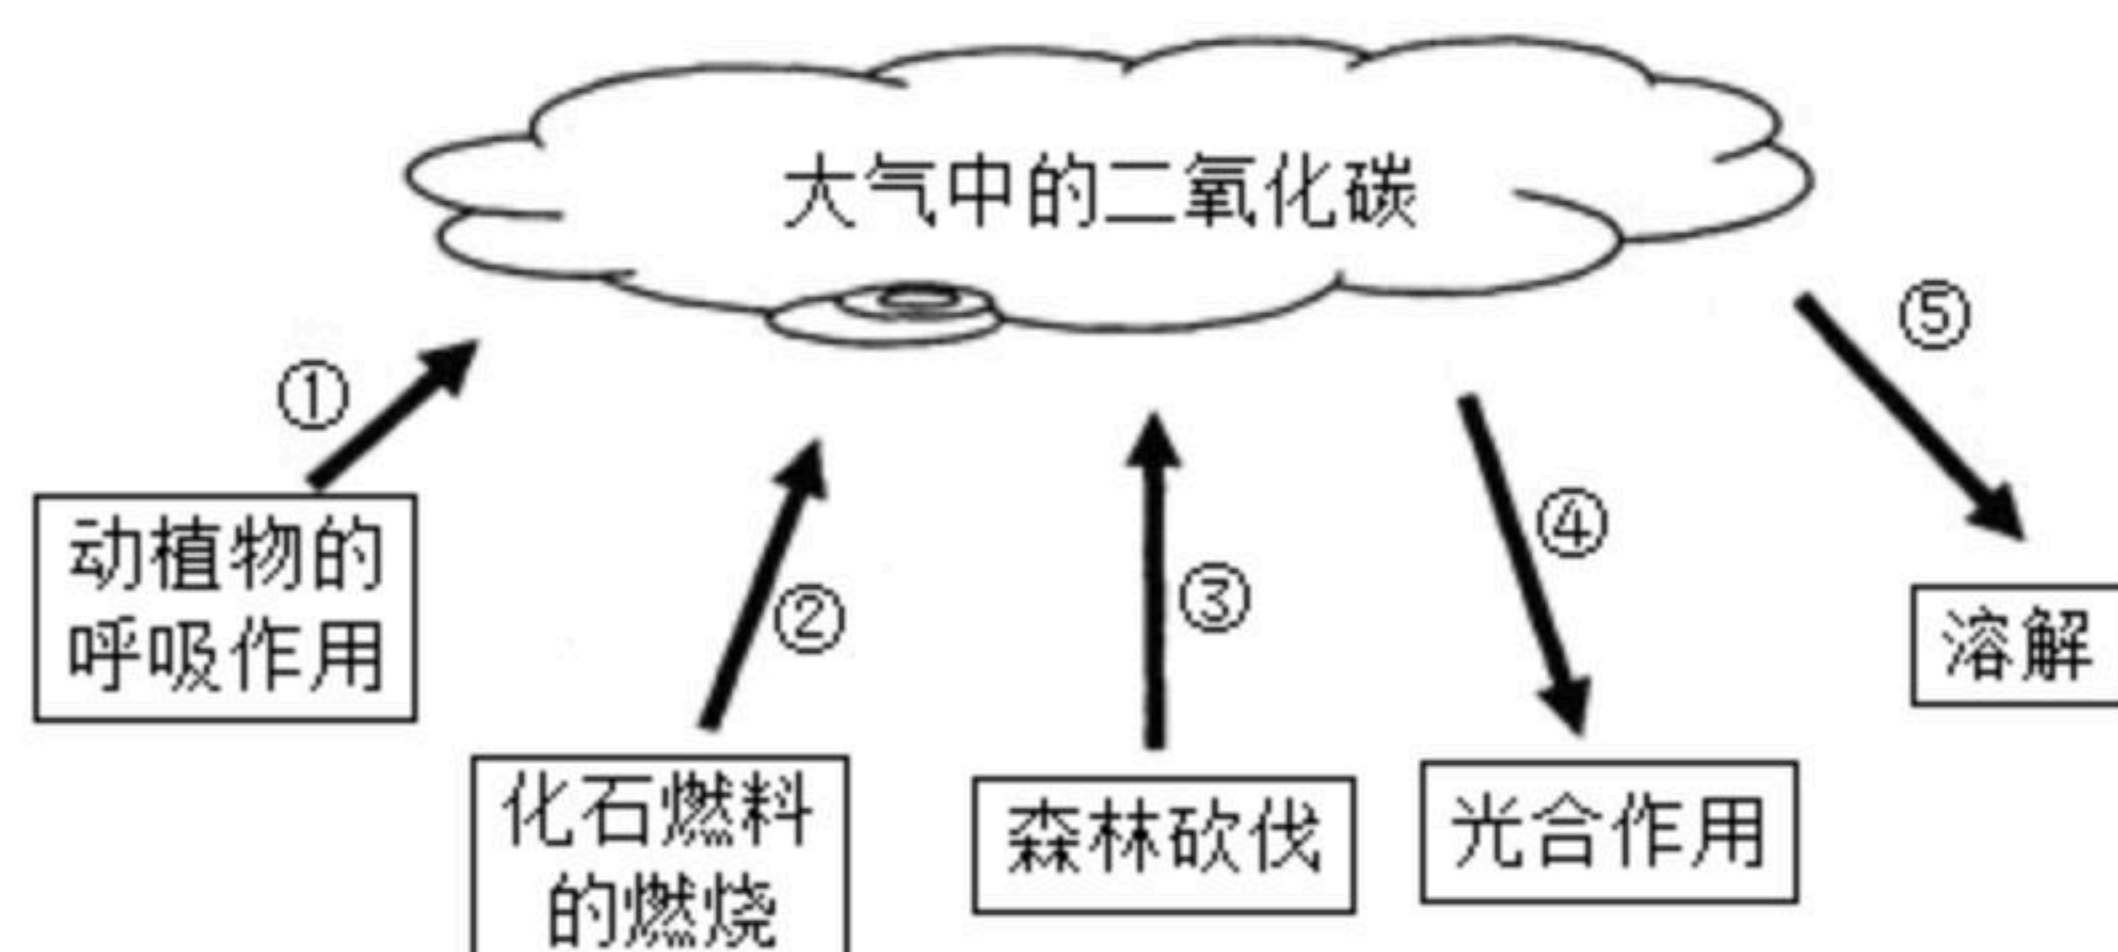 大气中的二氧化碳
①
⑤
动植物的
呼吸作用
②
③
④
溶解
化石燃料
的燃烧
森林砍伐
光合作用